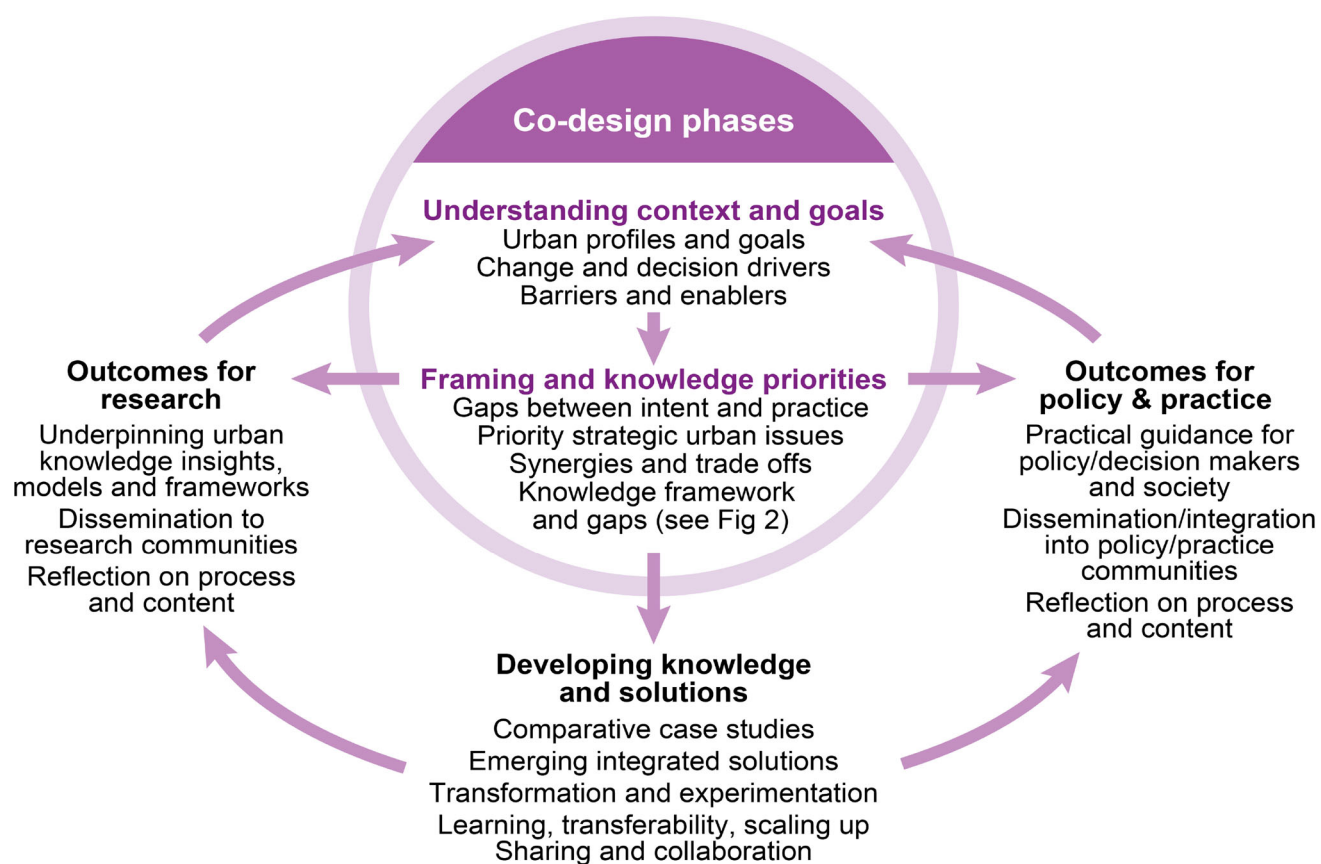 Co-design phases
Understanding context and goals
Urban profiles and goals
Change and decision drivers
Barriers and enablers
Framing and knowledge priorities
Gaps between intent and practice
Priority strategic urban issues
Synergies and trade offs
Knowledge framework
and gaps (see Fig 2)
Outcomes for
research
Underpinning urban
knowledge insights,
models and frameworks
Dissemination to
research communities
Reflection on process
and content
Outcomes for
policy & practice
Practical guidance for
policy/decision makers
and society
Dissemination/integration
into policy/practice
communities
Reflection on process
and content
Developing knowledge
and solutions
Comparative case studies
Emerging integrated solutions
Transformation and experimentation
Learning, transferability, scaling up
Sharing and collaboration